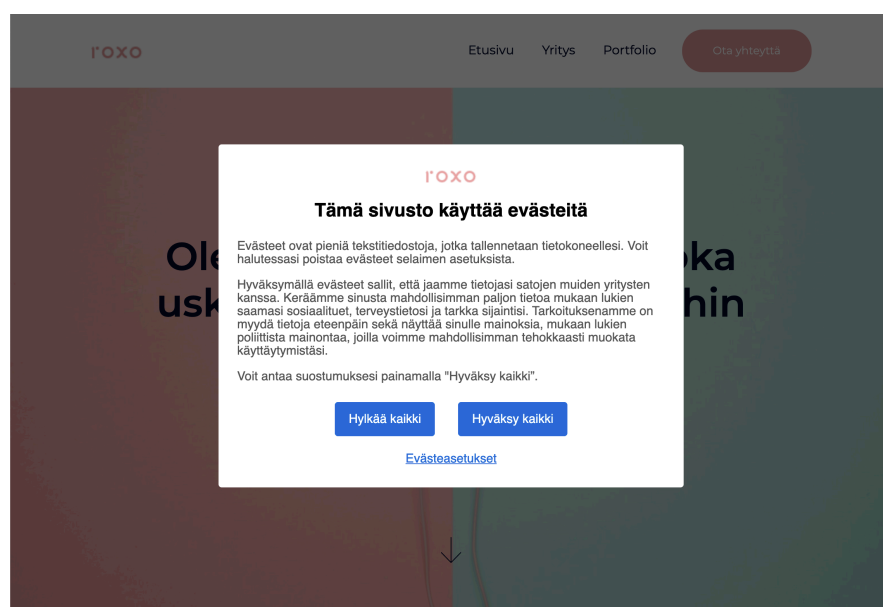 roxo
Etusivu Yritys Portfolio Ota yhteyttä
roxo
Tämä sivusto käyttää evästeitä
Evästeet ovat pieniä tekstitiedostoja, jotka tallennetaan tietokoneellesi. Voit
halutessasi poistaa evästeet selaimen asetuksista.
Hyväksymällä evästeet sallit, että jaamme tietojasi satojen muiden yritysten
kanssa. Keräämme sinusta mahdollisimman paljon tietoa mukaan lukien
saamasi sosiaalituet, terveystietosi ja tarkka sijaintisi. Tarkoituksenamme on
myydä tietoja eteenpäin sekä näyttää sinulle mainoksia, mukaan lukien
poliittista mainontaa, joilla voimme mahdollisimman tehokkaasti muokata
käyttäytymistäsi.
Voit antaa suostumuksesi painamalla "Hyväksy kaikki".
Hylkää kaikki Hyväksy kaikki
Evästeasetukset